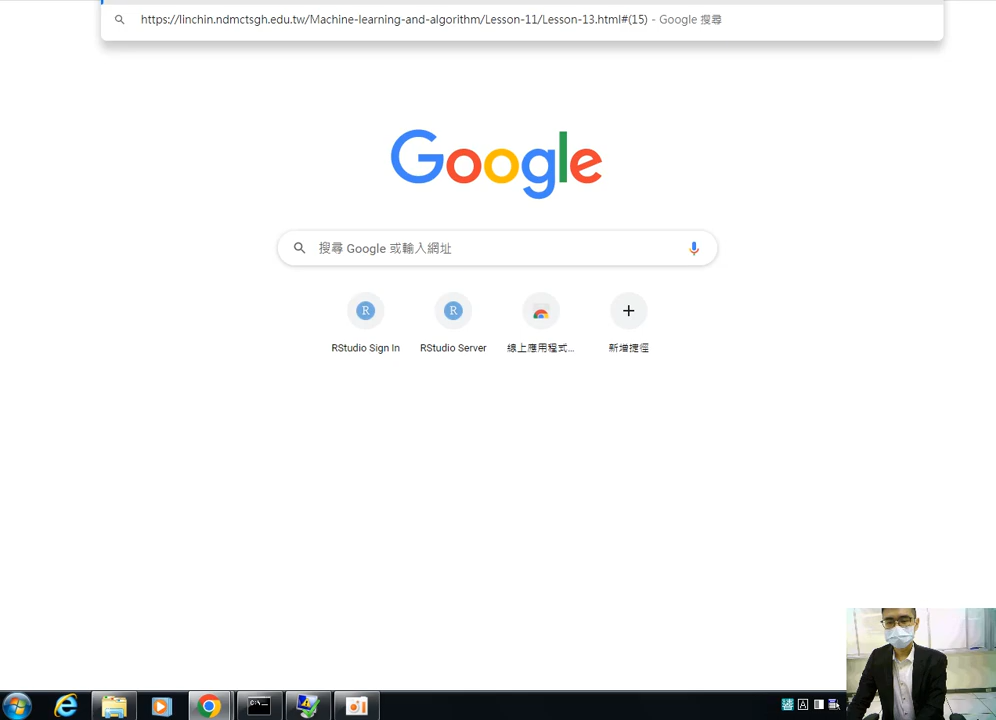 https://linchin.ndmctsgh.edu.tw/Machine-learning-and-algorithm/Lesson-11/Lesson-13.html#(15) - Google 搜尋
Google
搜尋 Google 或輸入網址
RStudio Sign In
RStudio Server
線上應用程式...
新增捷徑